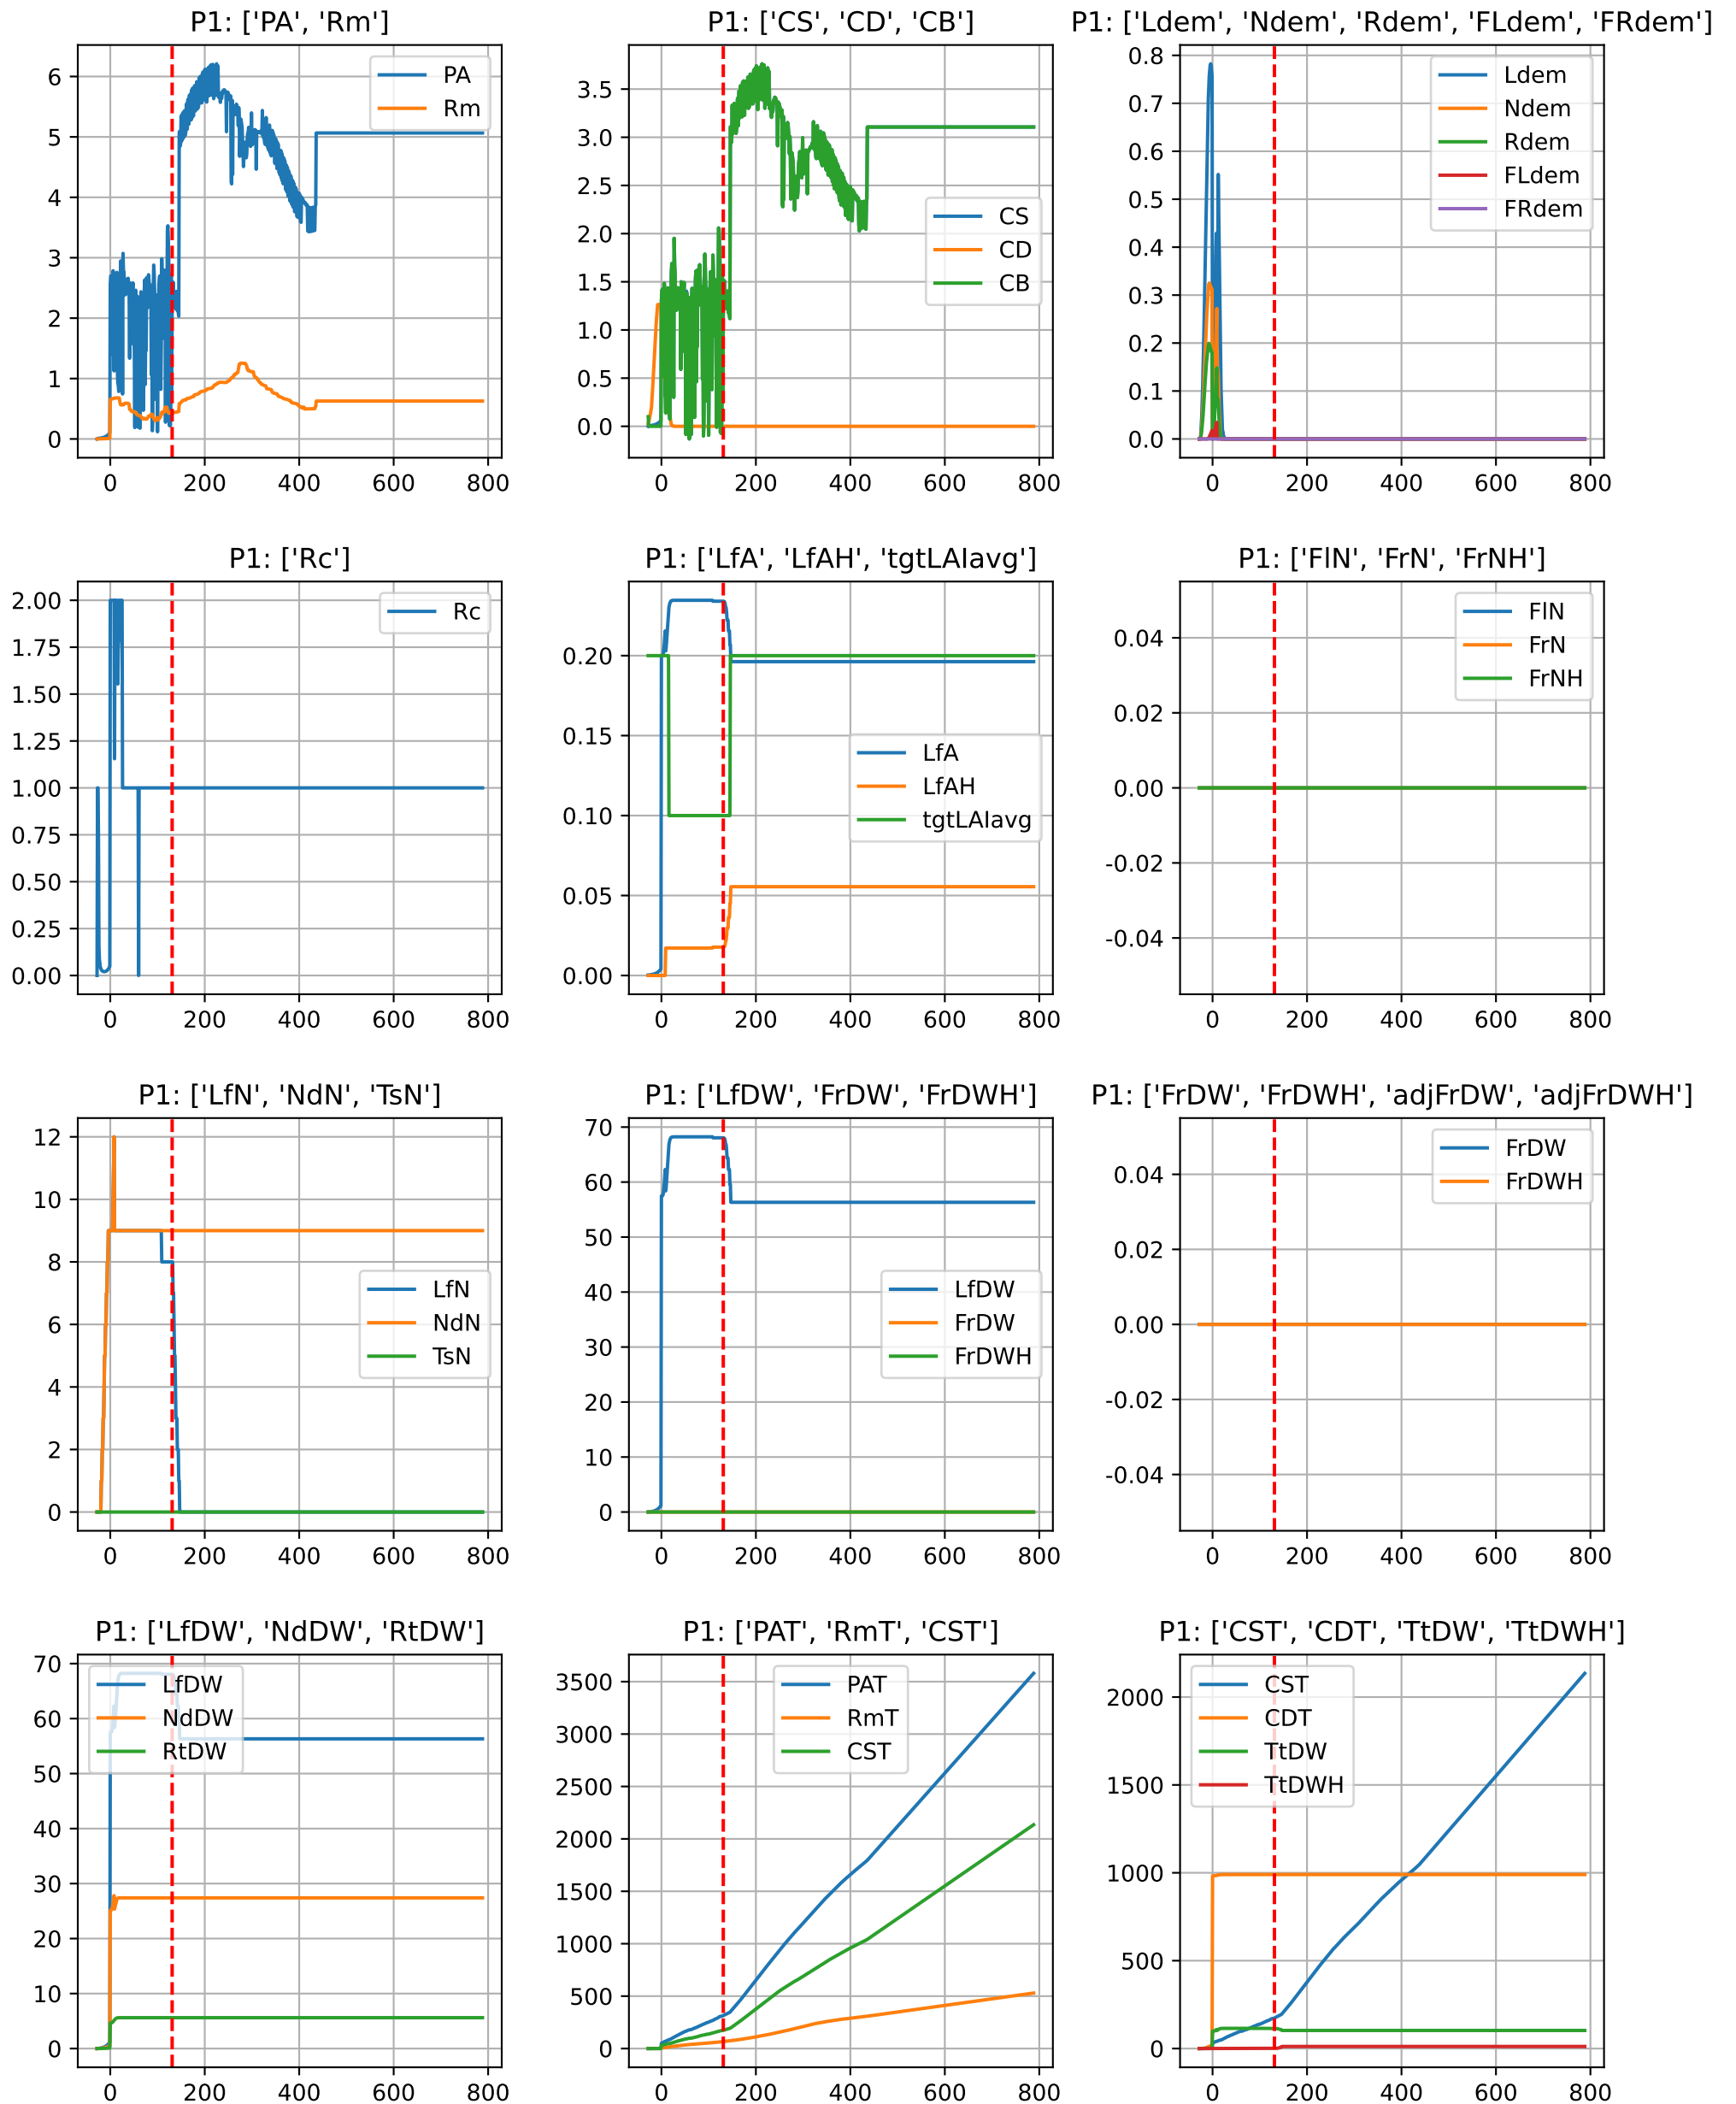 P1: ['PA', 'Rm']
6
5
4
3
2
1
0
PA
Rm
0 200 400 600 800
P1: ['CS', 'CD', 'CB']
3.5
3.0
2.5
2.0
1.5
1.0
0.5
0.0
CS
CD
CB
0 200 400 600 800
P1: ['Ldem', 'Ndem', 'Rdem', 'FLdem', 'FRdem']
0.8
0.7
0.6
0.5
0.4
0.3
0.2
0.1
0.0
Ldem
Ndem
Rdem
FLdem
FRdem
0 200 400 600 800
P1: ['Rc']
2.00
1.75
1.50
1.25
1.00
0.75
0.50
0.25
0.00
Rc
0 200 400 600 800
P1: ['LfA', 'LfAH', 'tgtLAIavg']
0.20
0.15
0.10
0.05
0.00
LfA
LfAH
tgtLAIavg
0 200 400 600 800
P1: ['FlN', 'FrN', 'FrNH']
0.04
0.02
0.00
-0.02
-0.04
FlN
FrN
FrNH
0 200 400 600 800
P1: ['LfN', 'NdN', 'TsN']
12
10
8
6
4
2
0
LfN
NdN
TsN
0 200 400 600 800
P1: ['LfDW', 'FrDW', 'FrDWH']
70
60
50
40
30
20
10
0
LfDW
FrDW
FrDWH
0 200 400 600 800
P1: ['FrDW', 'FrDWH', 'adjFrDW', 'adjFrDWH']
0.04
0.02
0.00
-0.02
-0.04
FrDW
FrDWH
0 200 400 600 800
P1: ['LfDW', 'NdDW', 'RtDW']
70
60
50
40
30
20
10
0
LfDW
NdDW
RtDW
0 200 400 600 800
P1: ['PAT', 'RmT', 'CST']
3500
3000
2500
2000
1500
1000
500
0
PAT
RmT
CST
0 200 400 600 800
P1: ['CST', 'CDT', 'TtDW', 'TtDWH']
2000
1500
1000
500
0
CST
CDT
TtDW
TtDWH
0 200 400 600 800